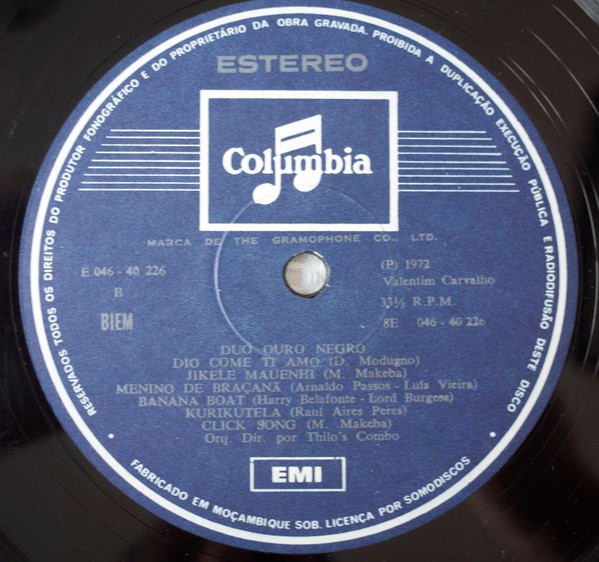 RESERVADOS TODOS OS DIREITOS DO PRODUTOR FONOGRÁFICO E DO PROPRIETÁRIO DA OBRA GRAVADA. PROIBIDA A DUPLICAÇÃO EXECUÇÃO PÚBLICA E RADIODIFUSÃO DESTE DISCO
ESTEREO
Columbia
MARCA DE THE GRAMOPHONE CO., LTD.
E 046 - 40 226
B
BIEM
(P) 1972
Valentim Carvalho
33⅓ R.P.M.
8E 046-40 226
DUO OURO NEGRO
DIO COME TI AMO (D. Modugno)
JIKELE MAUENHI (M. Makeba)
MENINO DE BRAÇANÃ (Arnaldo Passos - Luís Vieira)
BANANA BOAT (Harry Belafonte - Lord Burgess)
KURIKUTELA (Raul Aires Peres)
CLICK SONG (M. Makeba)
Orq. Dir. por Thilo's Combo
EMI
FABRICADO EM MOÇAMBIQUE SOB. LICENÇA POR SOMODISCOS